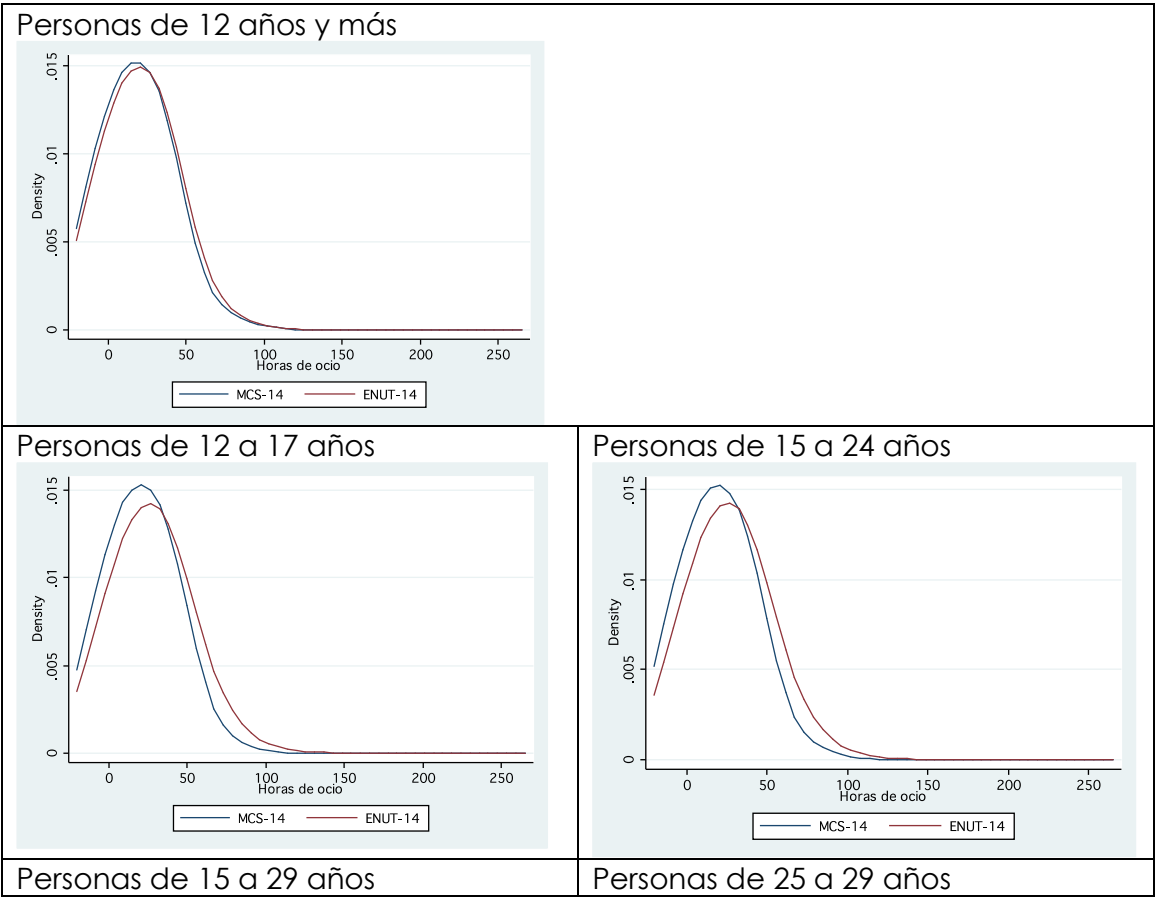 Personas de 12 años y más
.015
.01
.005
0
Density
0 50 100 150 200 250
Horas de ocio
MCS-14 ENUT-14
Personas de 12 a 17 años
.015
.01
.005
0
Density
0 50 100 150 200 250
Horas de ocio
MCS-14 ENUT-14
Personas de 15 a 24 años
.015
.01
.005
0
Density
0 50 100 150 200 250
Horas de ocio
MCS-14 ENUT-14
Personas de 15 a 29 años
Personas de 25 a 29 años